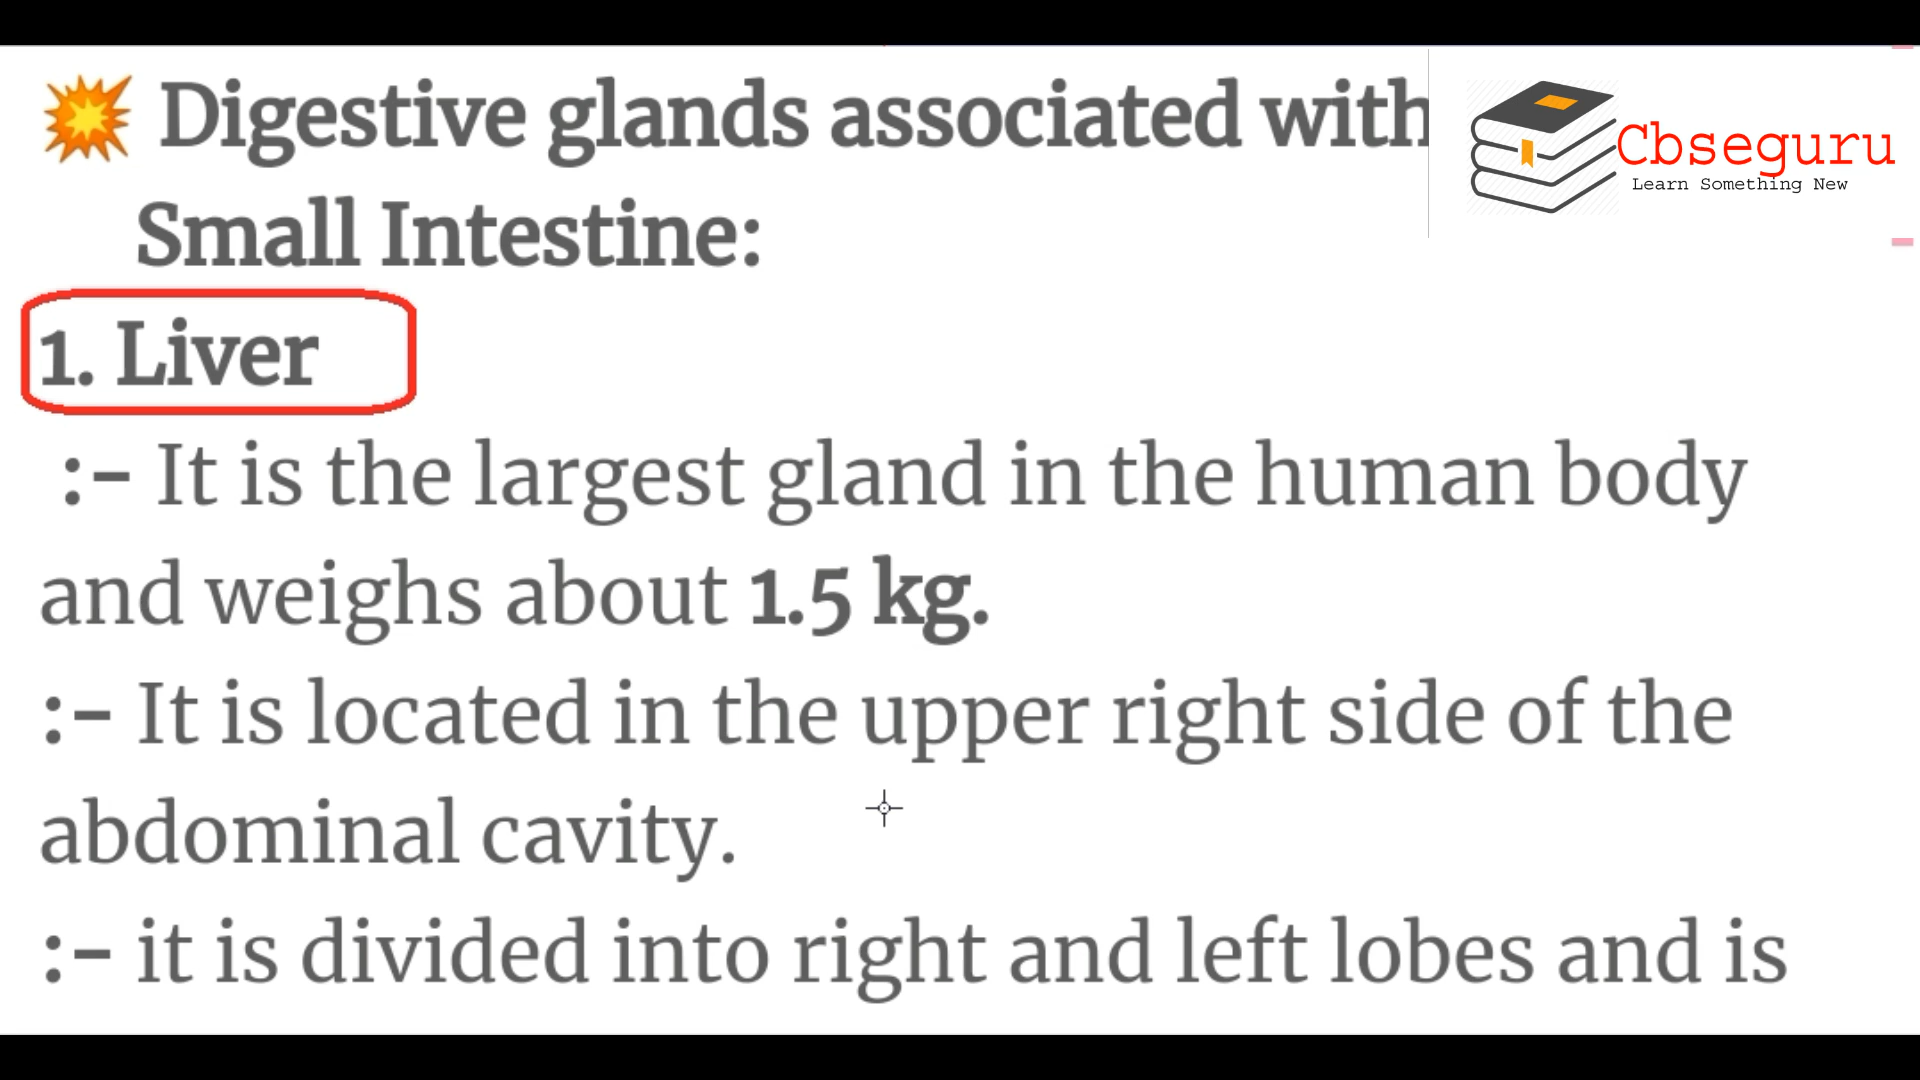 💥 Digestive glands associated with
Small Intestine:
Cbseguru
Learn Something New
1. Liver
:- It is the largest gland in the human body
and weighs about 1.5 kg.
:- It is located in the upper right side of the
abdominal cavity.
:- it is divided into right and left lobes and is